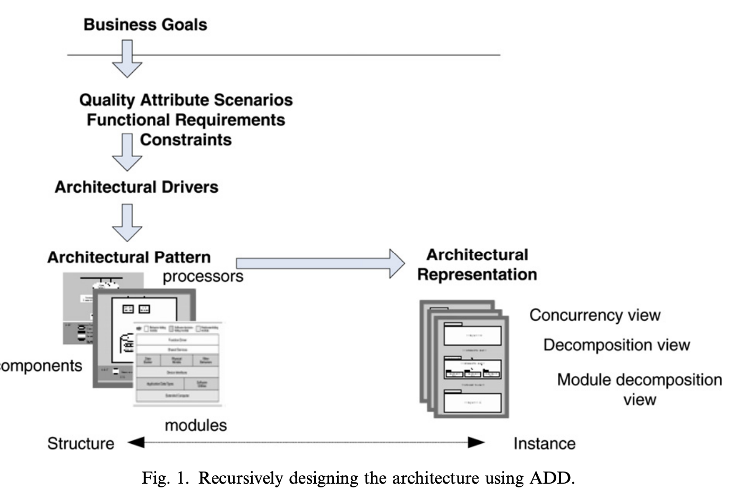 Business Goals
Quality Attribute Scenarios
Functional Requirements
Constraints
Architectural Drivers
Architectural Pattern
processors
Architectural
Representation
Concurrency view
Decomposition view
omponents
Module decomposition
view
modules
Structure
Instance
Fig. 1. Recursively designing the architecture using ADD.